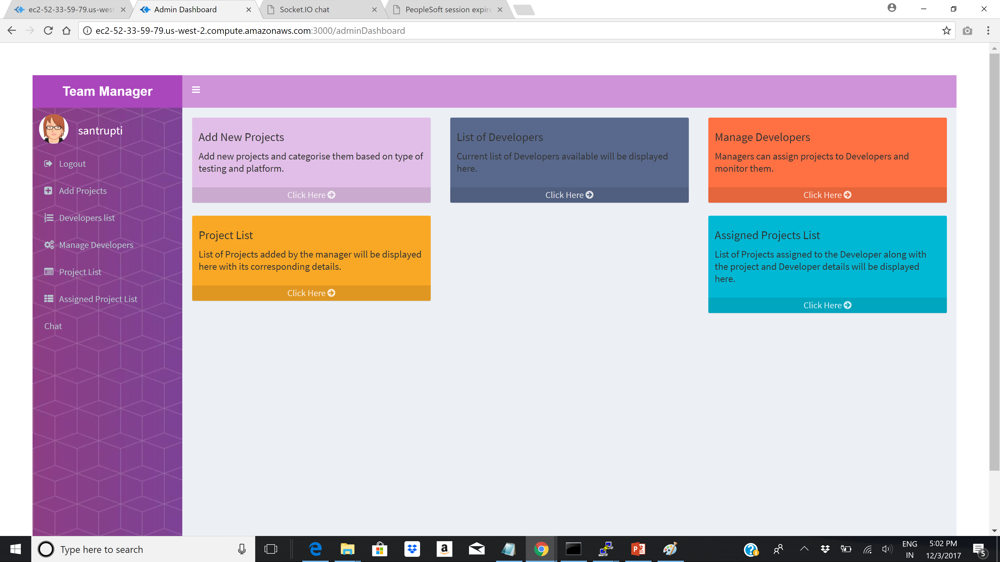 ec2-52-33-59-79.us-west
Admin Dashboard
Socket.IO chat
PeopleSoft session expire
ec2-52-33-59-79.us-west-2.compute.amazonaws.com:3000/adminDashboard
Team Manager
santrupti
Logout
Add Projects
Developers list
Manage Developers
Project List
Assigned Project List
Chat
Add New Projects
Add new projects and categorise them based on type of
testing and platform.
Click Here
List of Developers
Current list of Developers available will be displayed
here.
Click Here
Manage Developers
Managers can assign projects to Developers and
monitor them.
Click Here
Project List
List of Projects added by the manager will be displayed
here with its corresponding details.
Click Here
Assigned Projects List
List of Projects assigned to the Developer along with
the project and Developer details will be displayed
here.
Click Here
Type here to search
ENG
IN
5:02 PM
12/3/2017
5